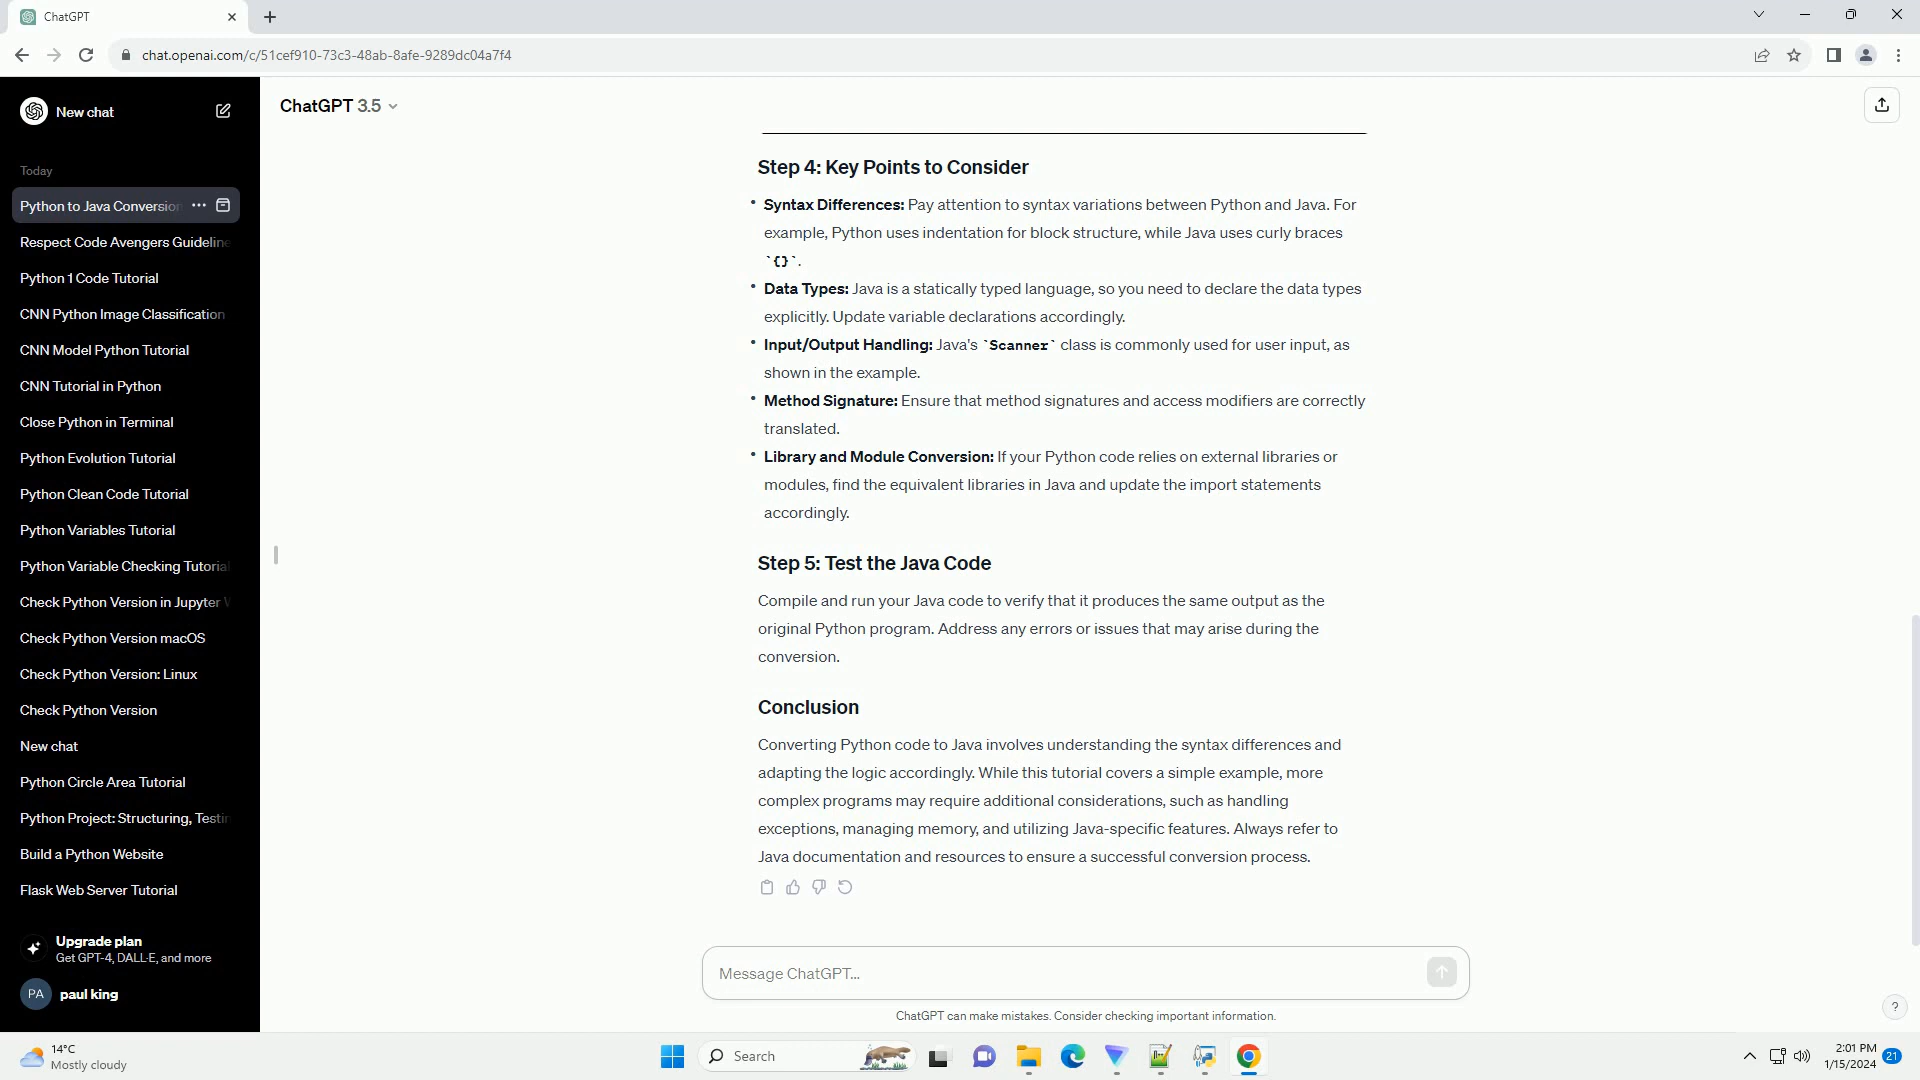 ChatGPT
chat.openai.com/c/51cef910-73c3-48ab-8afe-9289dc04a7f4
New chat
ChatGPT 3.5
Today
Python to Java Conversion
Respect Code Avengers Guideline
Python 1 Code Tutorial
CNN Python Image Classification
CNN Model Python Tutorial
CNN Tutorial in Python
Close Python in Terminal
Python Evolution Tutorial
Python Clean Code Tutorial
Python Variables Tutorial
Python Variable Checking Tutorial
Check Python Version in Jupyter
Check Python Version macOS
Check Python Version: Linux
Check Python Version
New chat
Python Circle Area Tutorial
Python Project: Structuring, Testin
Build a Python Website
Flask Web Server Tutorial
Upgrade plan
Get GPT-4, DALL·E, and more
PA paul king
Step 4: Key Points to Consider
• Syntax Differences: Pay attention to syntax variations between Python and Java. For
example, Python uses indentation for block structure, while Java uses curly braces
`{}`.
• Data Types: Java is a statically typed language, so you need to declare the data types
explicitly. Update variable declarations accordingly.
• Input/Output Handling: Java's `Scanner` class is commonly used for user input, as
shown in the example.
• Method Signature: Ensure that method signatures and access modifiers are correctly
translated.
• Library and Module Conversion: If your Python code relies on external libraries or
modules, find the equivalent libraries in Java and update the import statements
accordingly.
Step 5: Test the Java Code
Compile and run your Java code to verify that it produces the same output as the
original Python program. Address any errors or issues that may arise during the
conversion.
Conclusion
Converting Python code to Java involves understanding the syntax differences and
adapting the logic accordingly. While this tutorial covers a simple example, more
complex programs may require additional considerations, such as handling
exceptions, managing memory, and utilizing Java-specific features. Always refer to
Java documentation and resources to ensure a successful conversion process.
Message ChatGPT...
ChatGPT can make mistakes. Consider checking important information.
?
14°C
Mostly cloudy
Search
2:01 PM
1/15/2024
21